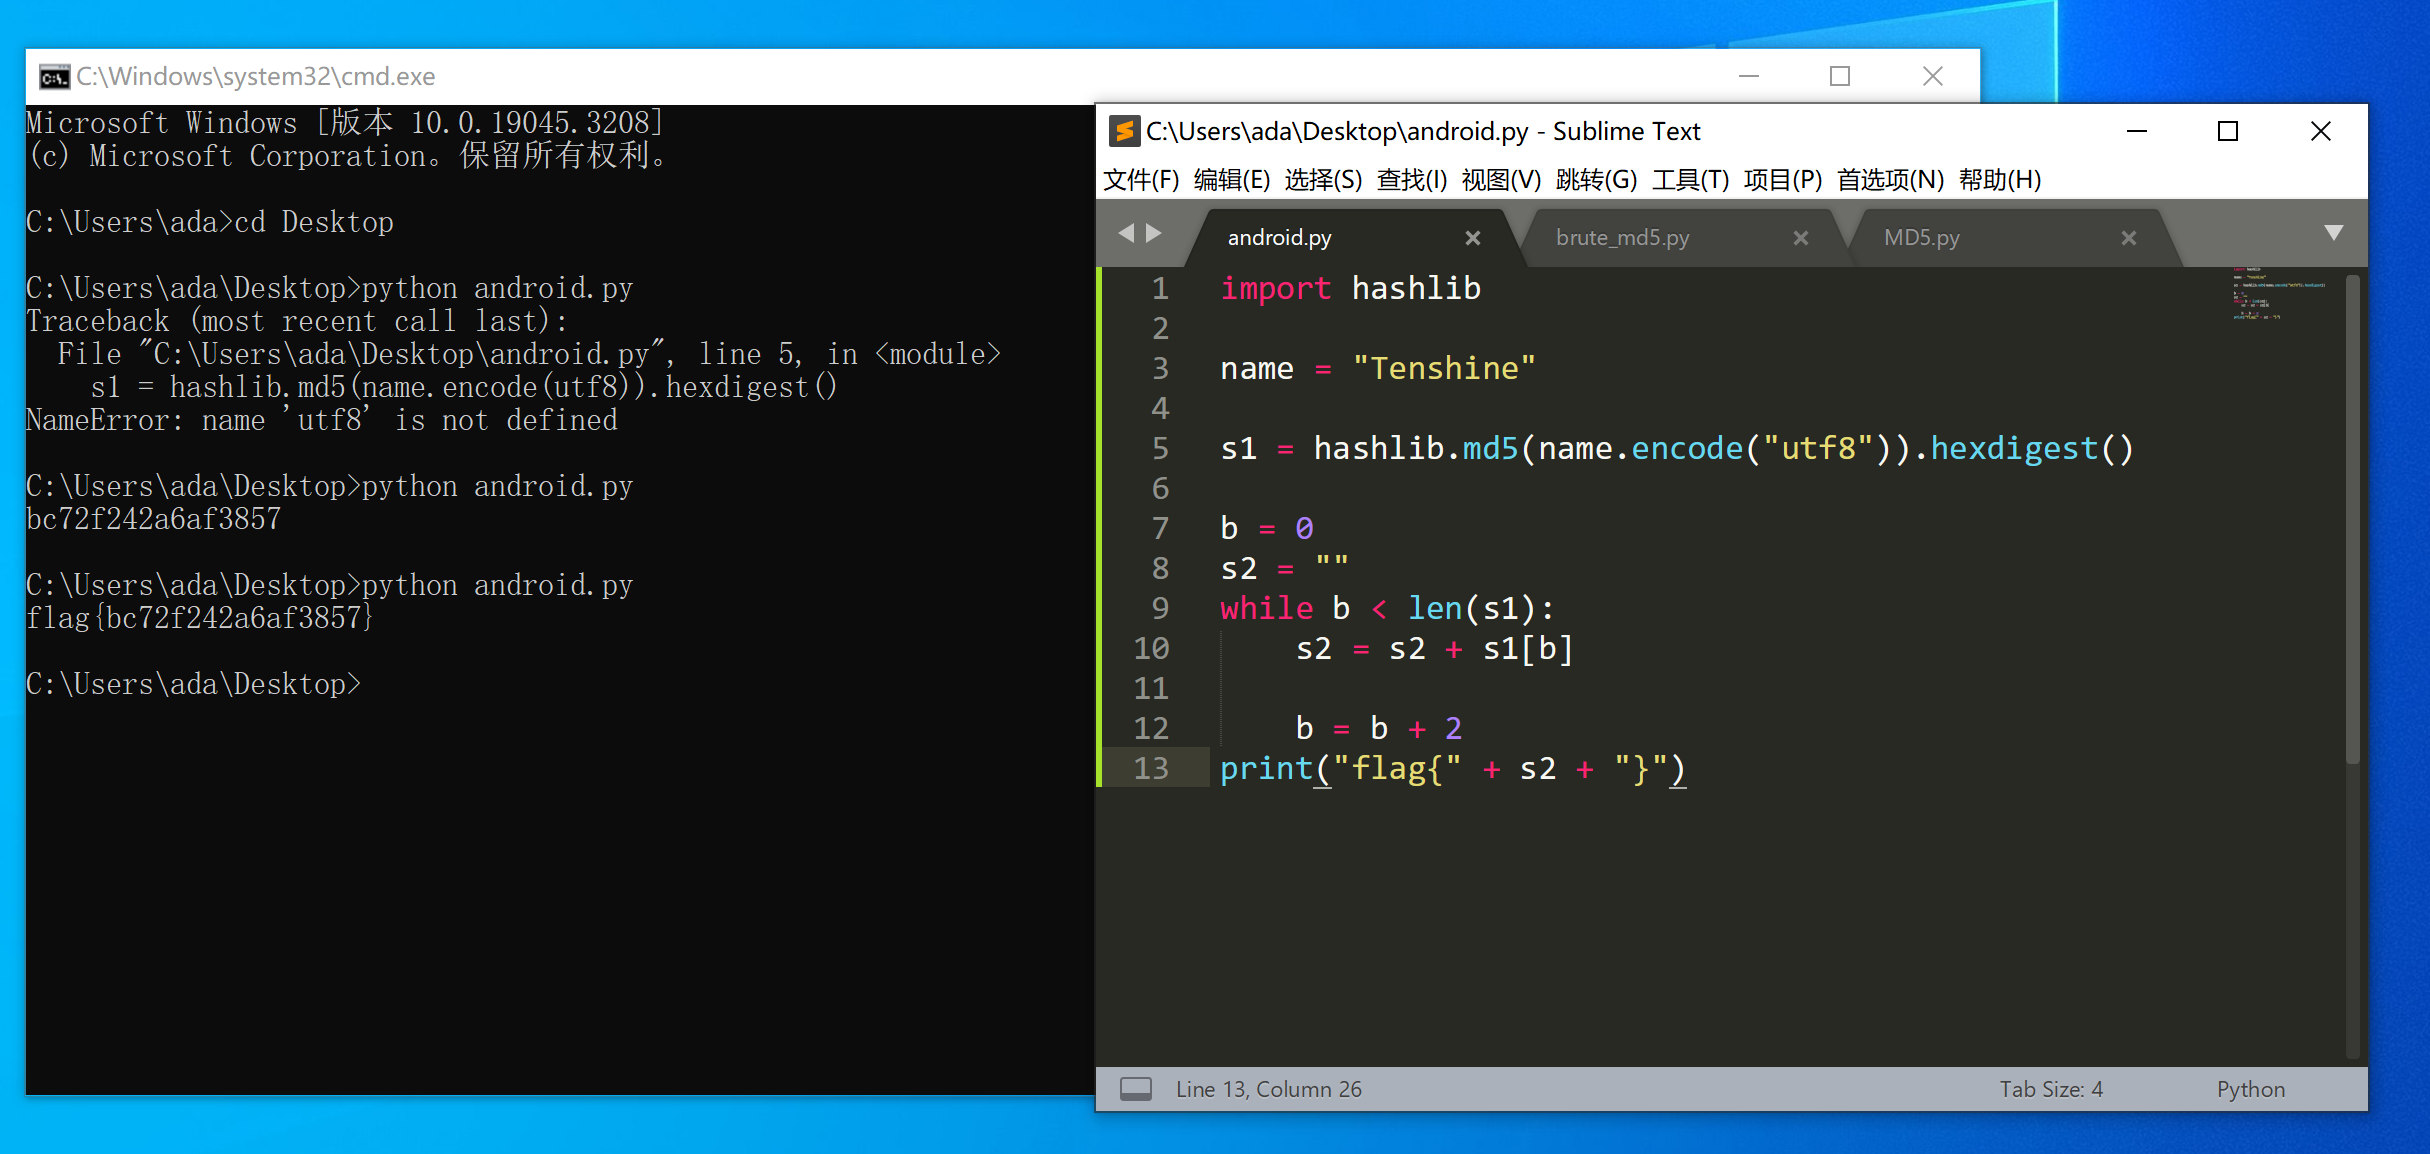 C:\Windows\system32\cmd.exe
Microsoft Windows [版本 10.0.19045.3208]
(c) Microsoft Corporation。保留所有权利。
C:\Users\ada>cd Desktop
C:\Users\ada\Desktop>python android.py
Traceback (most recent call last):
  File "C:\Users\ada\Desktop\android.py", line 5, in <module>
    s1 = hashlib.md5(name.encode(utf8)).hexdigest()
NameError: name 'utf8' is not defined
C:\Users\ada\Desktop>python android.py
bc72f242a6af3857
C:\Users\ada\Desktop>python android.py
flag{bc72f242a6af3857}
C:\Users\ada\Desktop>
C:\Users\ada\Desktop\android.py - Sublime Text
文件(F) 编辑(E) 选择(S) 查找(I) 视图(V) 跳转(G) 工具(T) 项目(P) 首选项(N) 帮助(H)
android.py brute_md5.py MD5.py
1 import hashlib
2
3 name = "Tenshine"
4
5 s1 = hashlib.md5(name.encode("utf8")).hexdigest()
6
7 b = 0
8 s2 = ""
9 while b < len(s1):
10     s2 = s2 + s1[b]
11
12     b = b + 2
13 print("flag{" + s2 + "}")
Line 13, Column 26 Tab Size: 4 Python